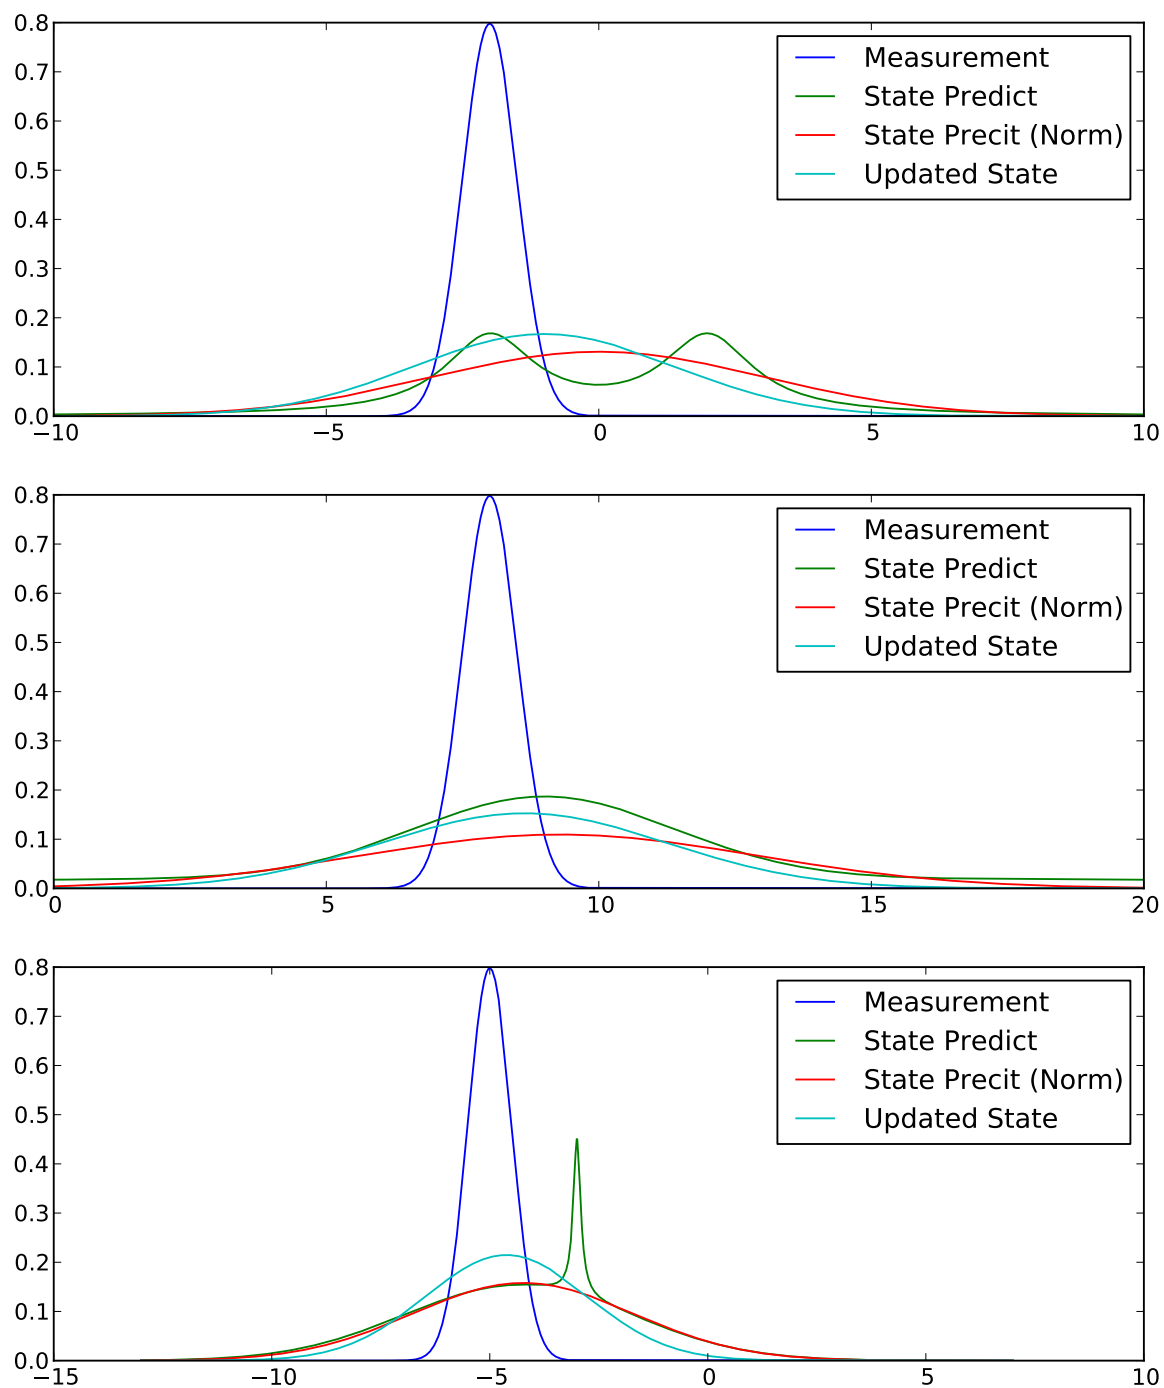 0.8
0.7
0.6
0.5
0.4
0.3
0.2
0.1
0.0
−10 −5 0 5 10
Measurement
State Predict
State Precit (Norm)
Updated State
0.8
0.7
0.6
0.5
0.4
0.3
0.2
0.1
0.0
0 5 10 15 20
Measurement
State Predict
State Precit (Norm)
Updated State
0.8
0.7
0.6
0.5
0.4
0.3
0.2
0.1
0.0
−15 −10 −5 0 5 10
Measurement
State Predict
State Precit (Norm)
Updated State